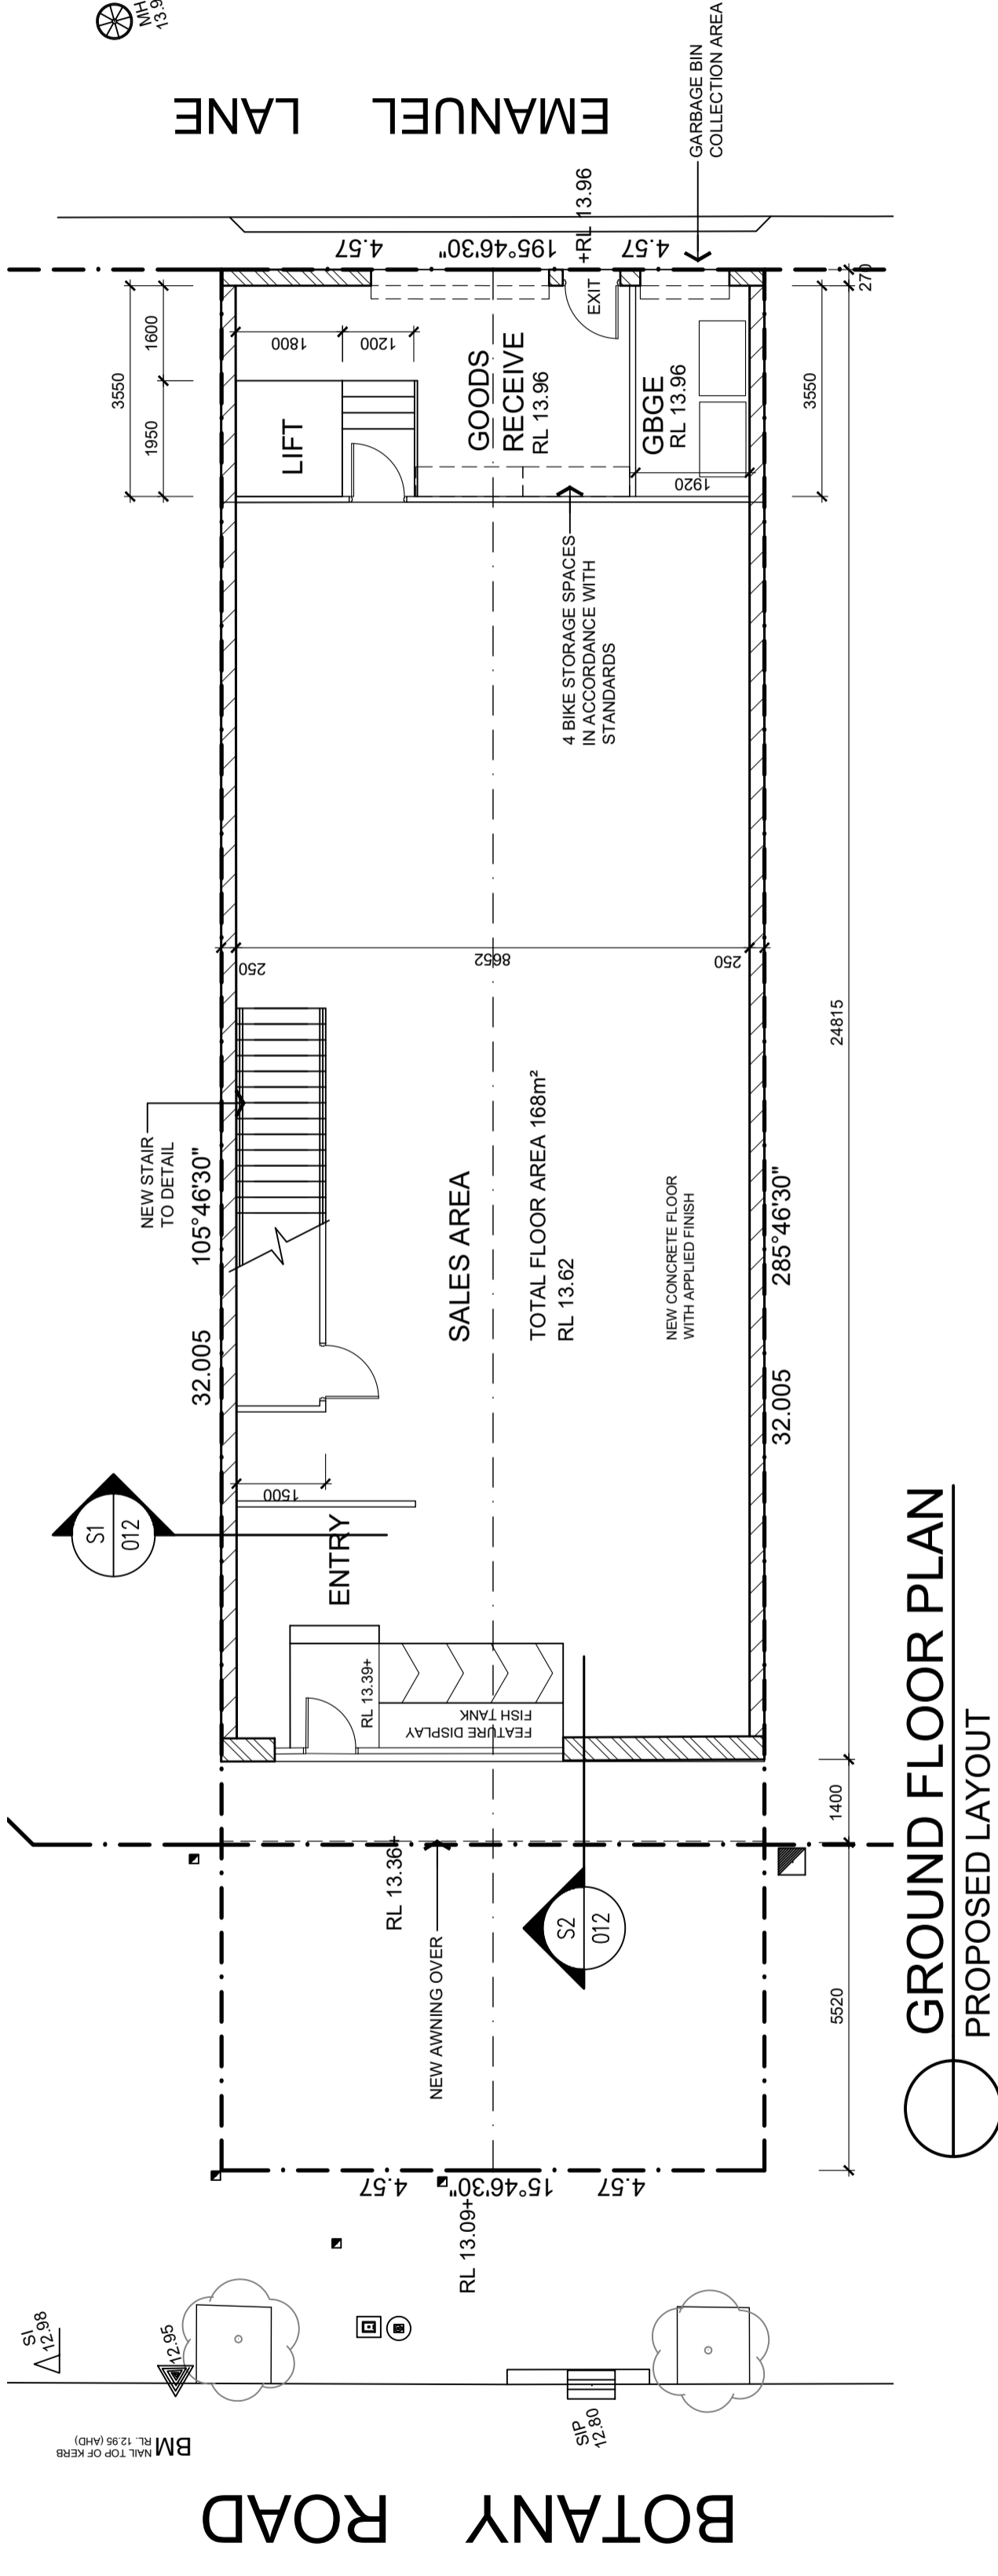 EMANUEL LANE
MH
GARBAGE BIN
COLLECTION AREA
4.57
195°46'30"
4.57
+RL 13.96
270
3550
1600
1950
1800
1200
LIFT
GOODS
RECEIVE
RL 13.96
EXIT
GBGE
RL 13.96
1920
3550
4 BIKE STORAGE SPACES
IN ACCORDANCE WITH
STANDARDS
250
8652
250
24815
NEW STAIR
TO DETAIL
32.005 105°46'30"
SALES AREA
TOTAL FLOOR AREA 168m²
RL 13.62
NEW CONCRETE FLOOR
WITH APPLIED FINISH
32.005 285°46'30"
1500
S1
012
ENTRY
RL 13.39+
FEATURE DISPLAY
FISH TANK
1400
RL 13.36+
NEW AWNING OVER
S2
012
5520
4.57
15°46'30"
4.57
RL 13.09+
SI
12.98
12.95
BM
NAIL TOP OF KERB
RL. 12.95 (AHD)
SIP
12.80
BOTANY ROAD
GROUND FLOOR PLAN
PROPOSED LAYOUT